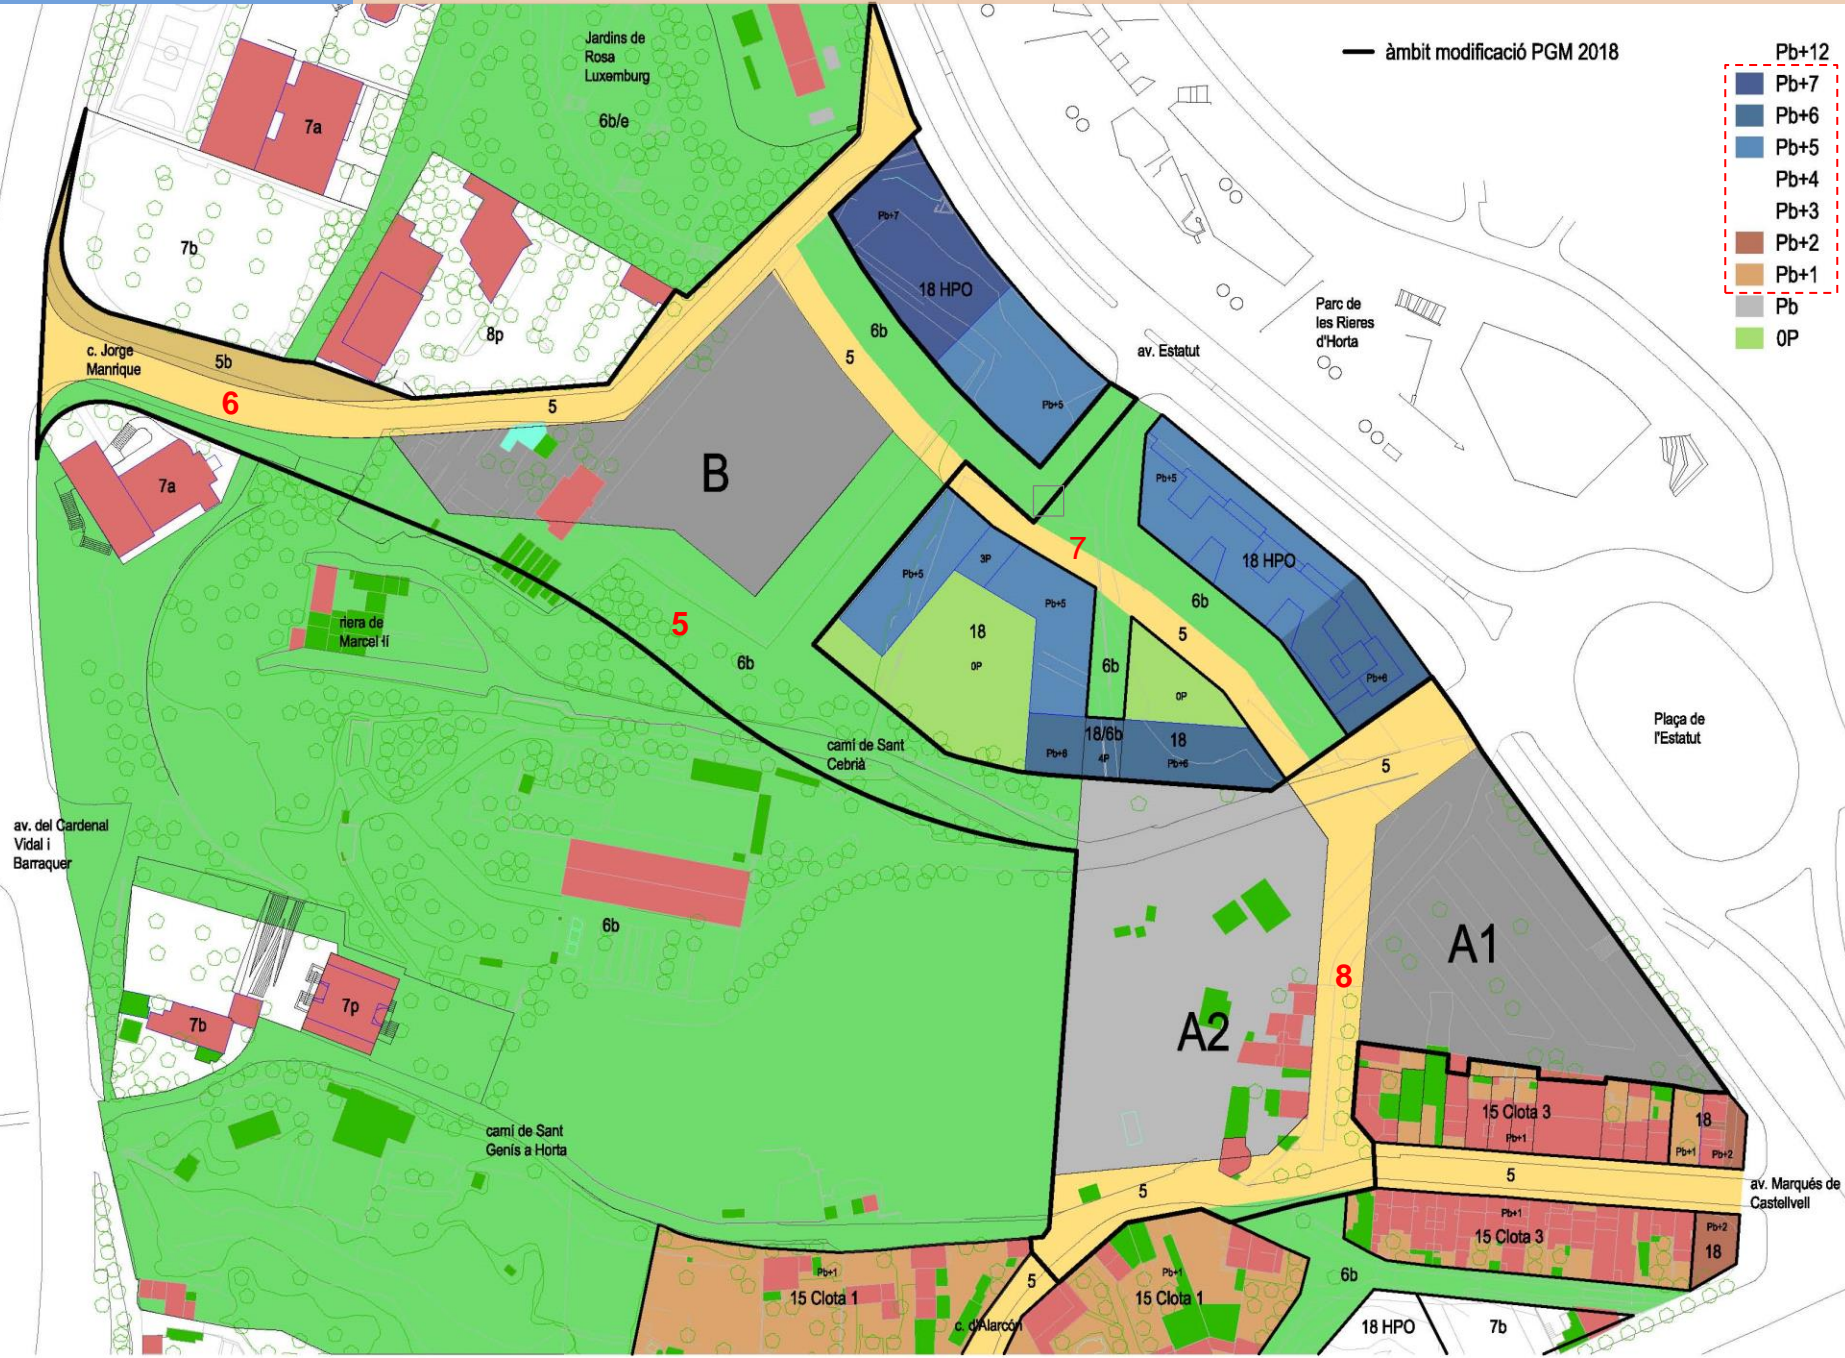 Jardins de
Rosa
Luxemburg
6b/e
àmbit modificació PGM 2018
Pb+12
Pb+7
Pb+6
Pb+5
Pb+4
Pb+3
Pb+2
Pb+1
Pb
0P
7a
7b
8p
Pb+7
18 HPO
Pb+5
6b
5
av. Estatut
Parc de
les Rieres
d'Horta
c. Jorge
Manrique
5b
6
5
7a
B
Pb+5
18 HPO
Pb+6
3P
Pb+5
Pb+5
7
6b
5
18
0P
6b
0P
18/6b
4P
18
Pb+6
Pb+6
riera de
Marcel·lí
5
6b
camí de Sant
Cebrià
5
Plaça de
l'Estatut
av. del Cardenal
Vidal i
Barraquer
6b
7b
7p
A1
A2
8
camí de Sant
Genís a Horta
15 Clota 3
Pb+1
18
Pb+1
Pb+2
5
5
av. Marqués de
Castellvell
Pb+1
15 Clota 3
Pb+2
18
6b
Pb+1
15 Clota 1
5
c. d'Alarcón
Pb+1
15 Clota 1
18 HPO
7b